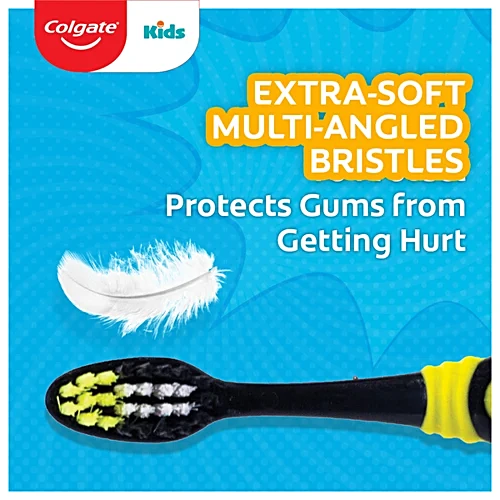 Colgate®
Kids
EXTRA-SOFT
MULTI-ANGLED
BRISTLES
Protects Gums from
Getting Hurt